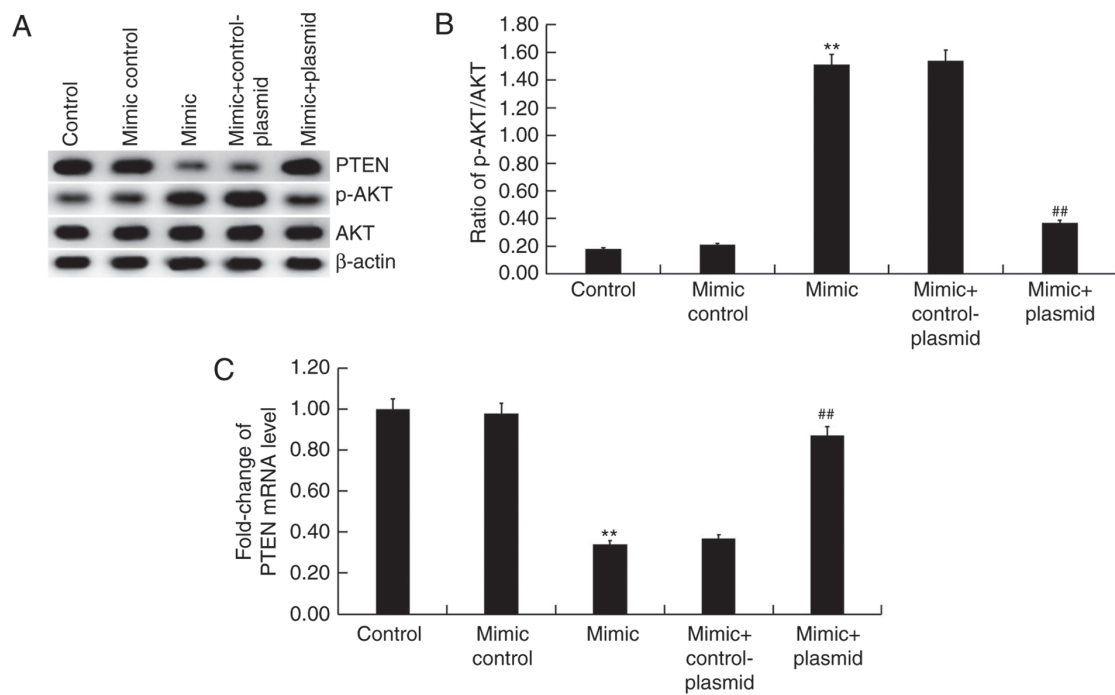 A
Control
Mimic control
Mimic
Mimic+control-
plasmid
Mimic+plasmid
PTEN
p-AKT
AKT
β-actin
B
Ratio of p-AKT/AKT
1.80
1.60
1.40
1.20
1.00
0.80
0.60
0.40
0.20
0.00
**
##
Control
Mimic
control
Mimic
Mimic+
control-
plasmid
Mimic+
plasmid
C
Fold-change of
PTEN mRNA level
1.20
1.00
0.80
0.60
0.40
0.20
0.00
**
##
Control
Mimic
control
Mimic
Mimic+
control-
plasmid
Mimic+
plasmid